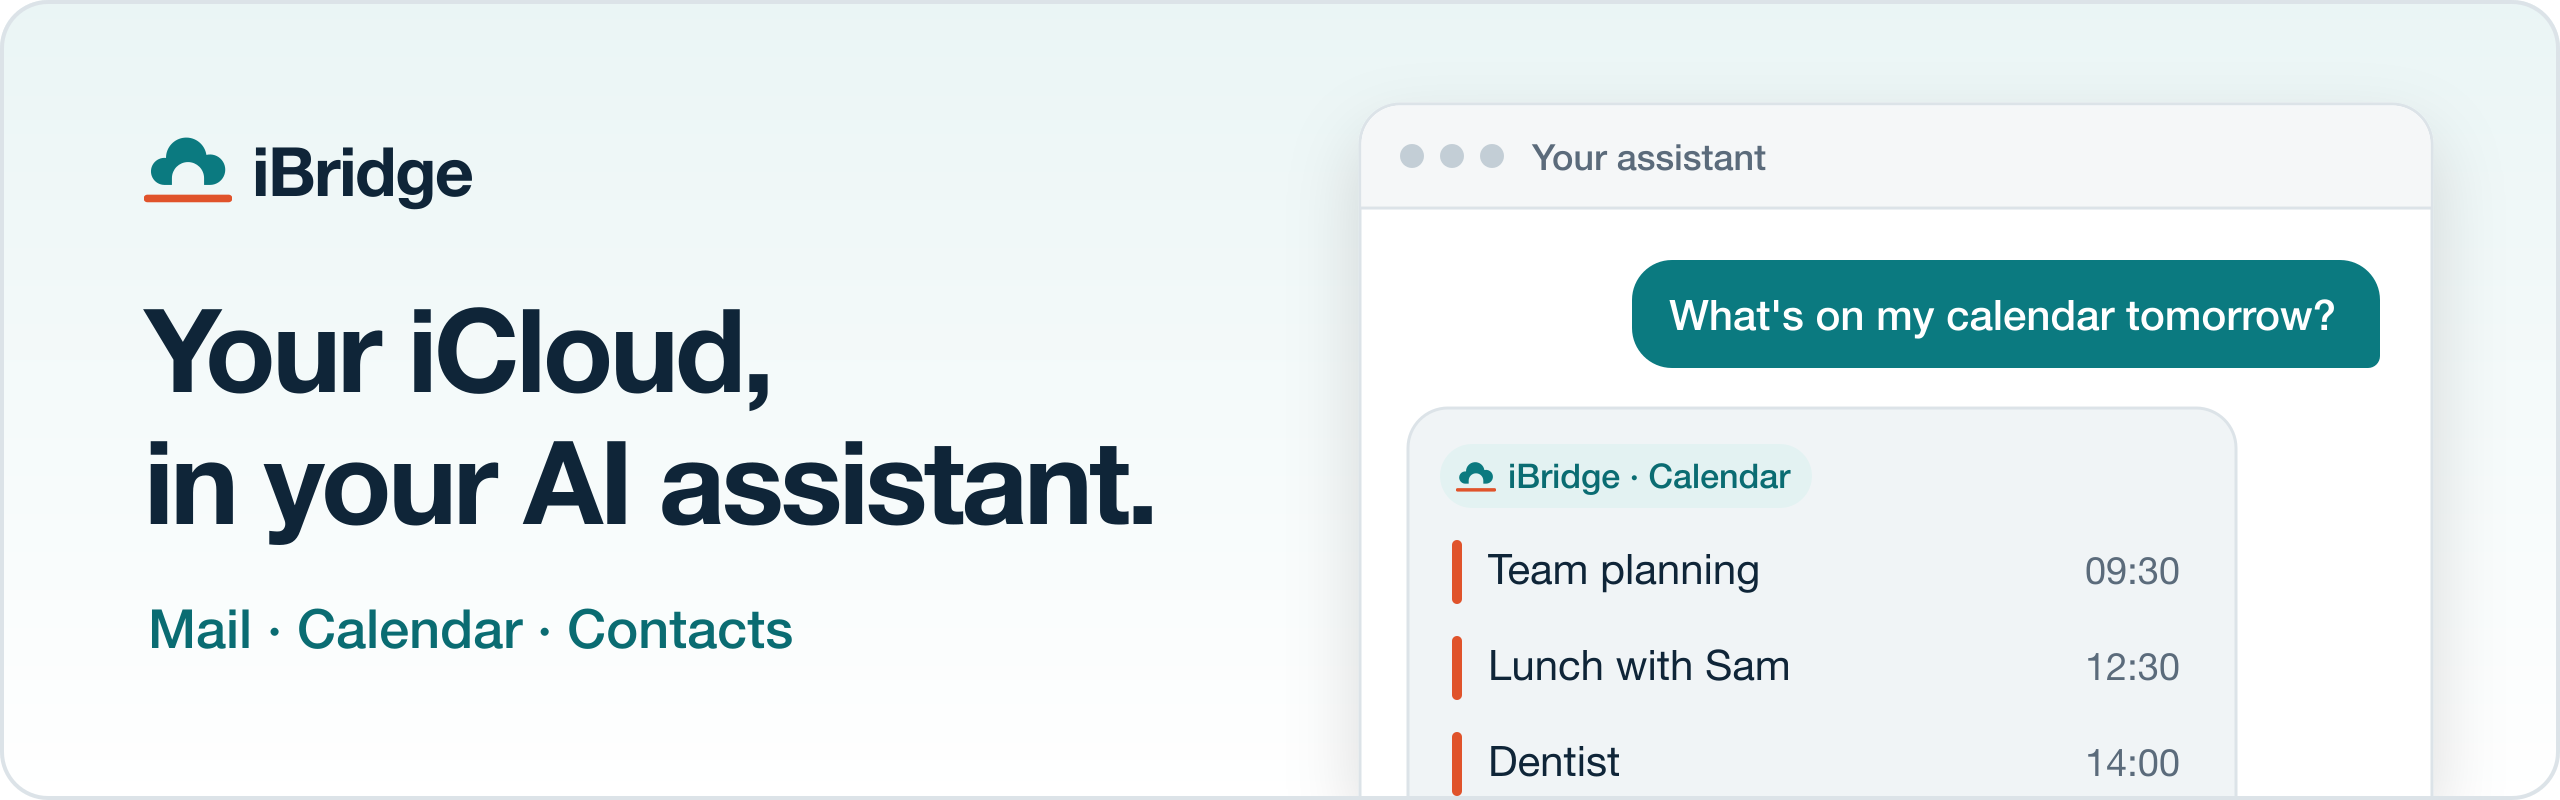 iBridge
Your iCloud,
in your AI assistant.
Mail · Calendar · Contacts
Your assistant
What's on my calendar tomorrow?
iBridge · Calendar
Team planning 09:30
Lunch with Sam 12:30
Dentist 14:00